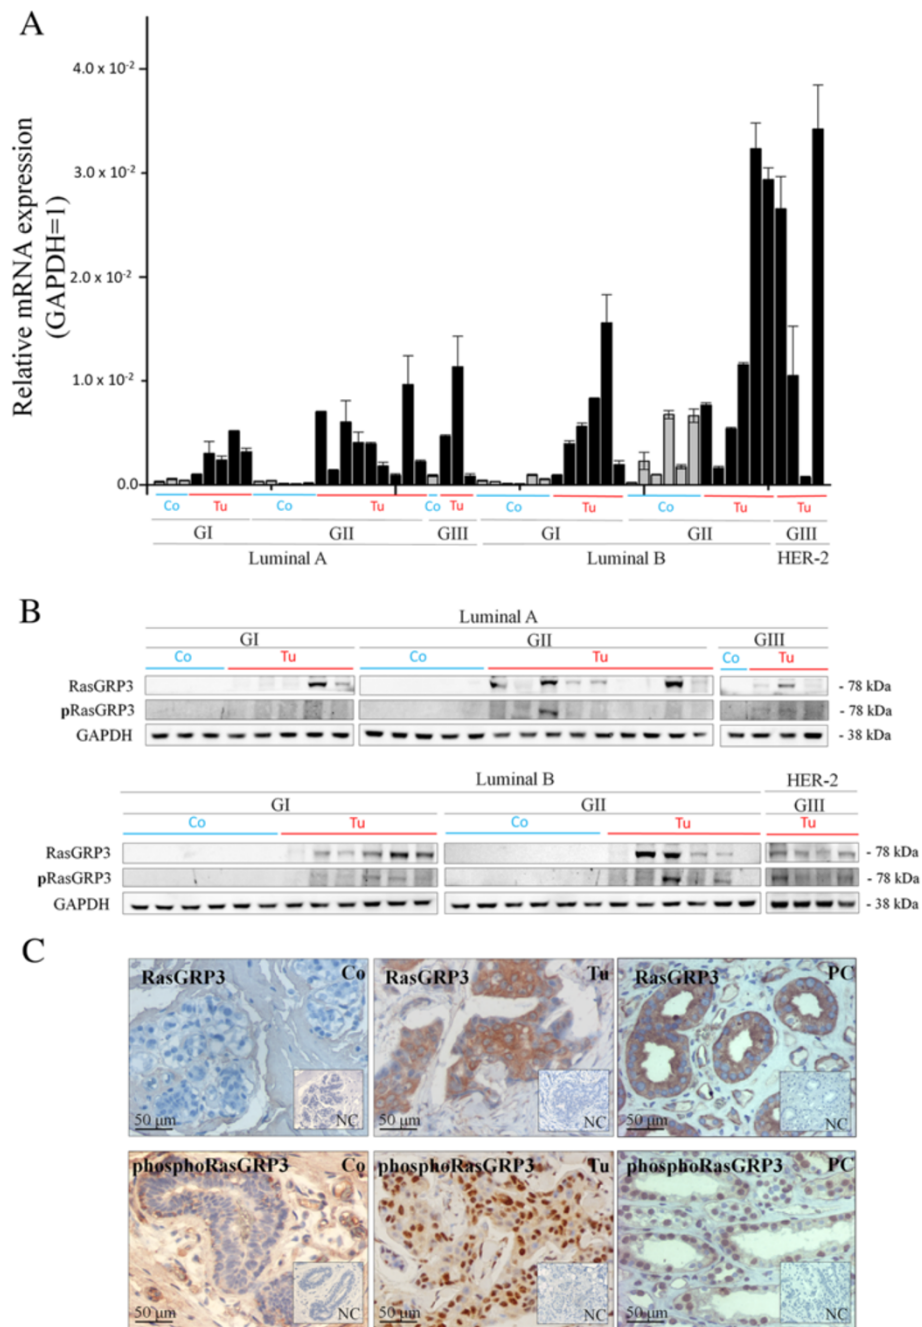 A
Relative mRNA expression
(GAPDH=1)
4.0 x 10⁻²
3.0 x 10⁻²
2.0 x 10⁻²
1.0 x 10⁻²
0.0
Co Tu Co Tu Co Tu Co Tu Co Tu Tu
GI GII GIII GI GII GIII
Luminal A Luminal B HER-2
B
Luminal A
GI GII GIII
Co Tu Co Tu Co Tu
RasGRP3 - 78 kDa
pRasGRP3 - 78 kDa
GAPDH - 38 kDa
Luminal B HER-2
GI GII GIII
Co Tu Co Tu Tu
RasGRP3 - 78 kDa
pRasGRP3 - 78 kDa
GAPDH - 38 kDa
C
RasGRP3 Co RasGRP3 Tu RasGRP3 PC
50 µm NC 50 µm NC 50 µm NC
phosphoRasGRP3 Co phosphoRasGRP3 Tu phosphoRasGRP3 PC
50 µm NC 50 µm NC 50 µm NC